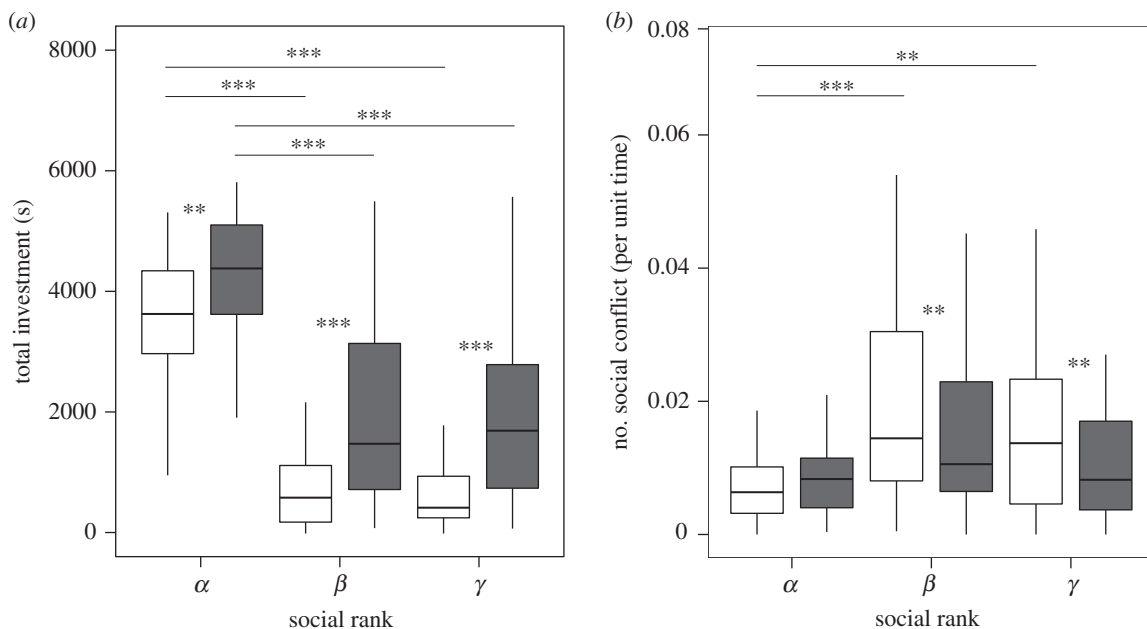 (a)
8000
6000
4000
2000
0
total investment (s)
***
***
***
***
**
***
***
α
β
γ
social rank
(b)
0.08
0.06
0.04
0.02
0
no. social conflict (per unit time)
**
***
**
**
α
β
γ
social rank